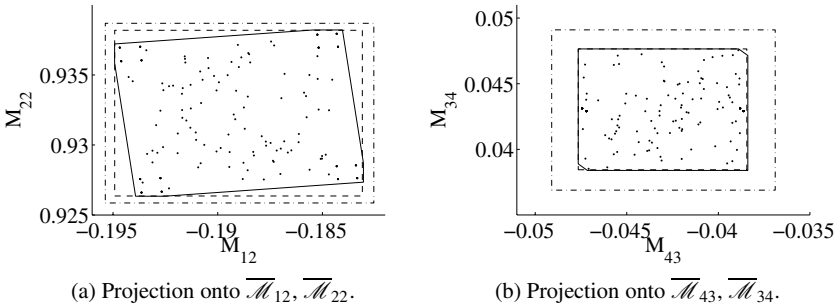 0.935
0.93
0.925
M22
−0.195
−0.19
−0.185
M12
0.05
0.045
0.04
M34
−0.05
−0.045
−0.04
−0.035
M43
(a) Projection onto ℳ̅12, ℳ̅22.
(b) Projection onto ℳ̅43, ℳ̅34.